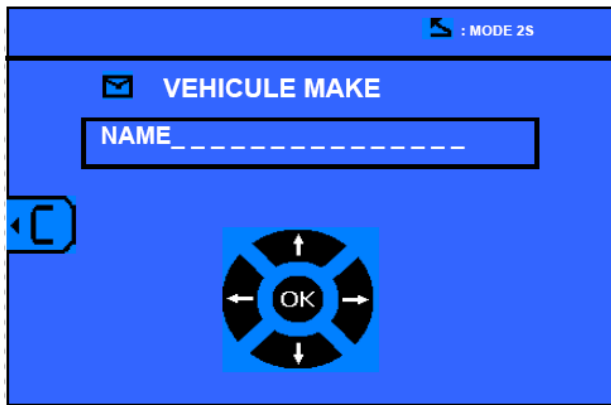 : MODE 2S
VEHICULE MAKE
NAME_ _ _ _ _ _ _ _ _ _ _ _ _ _ _
C
OK